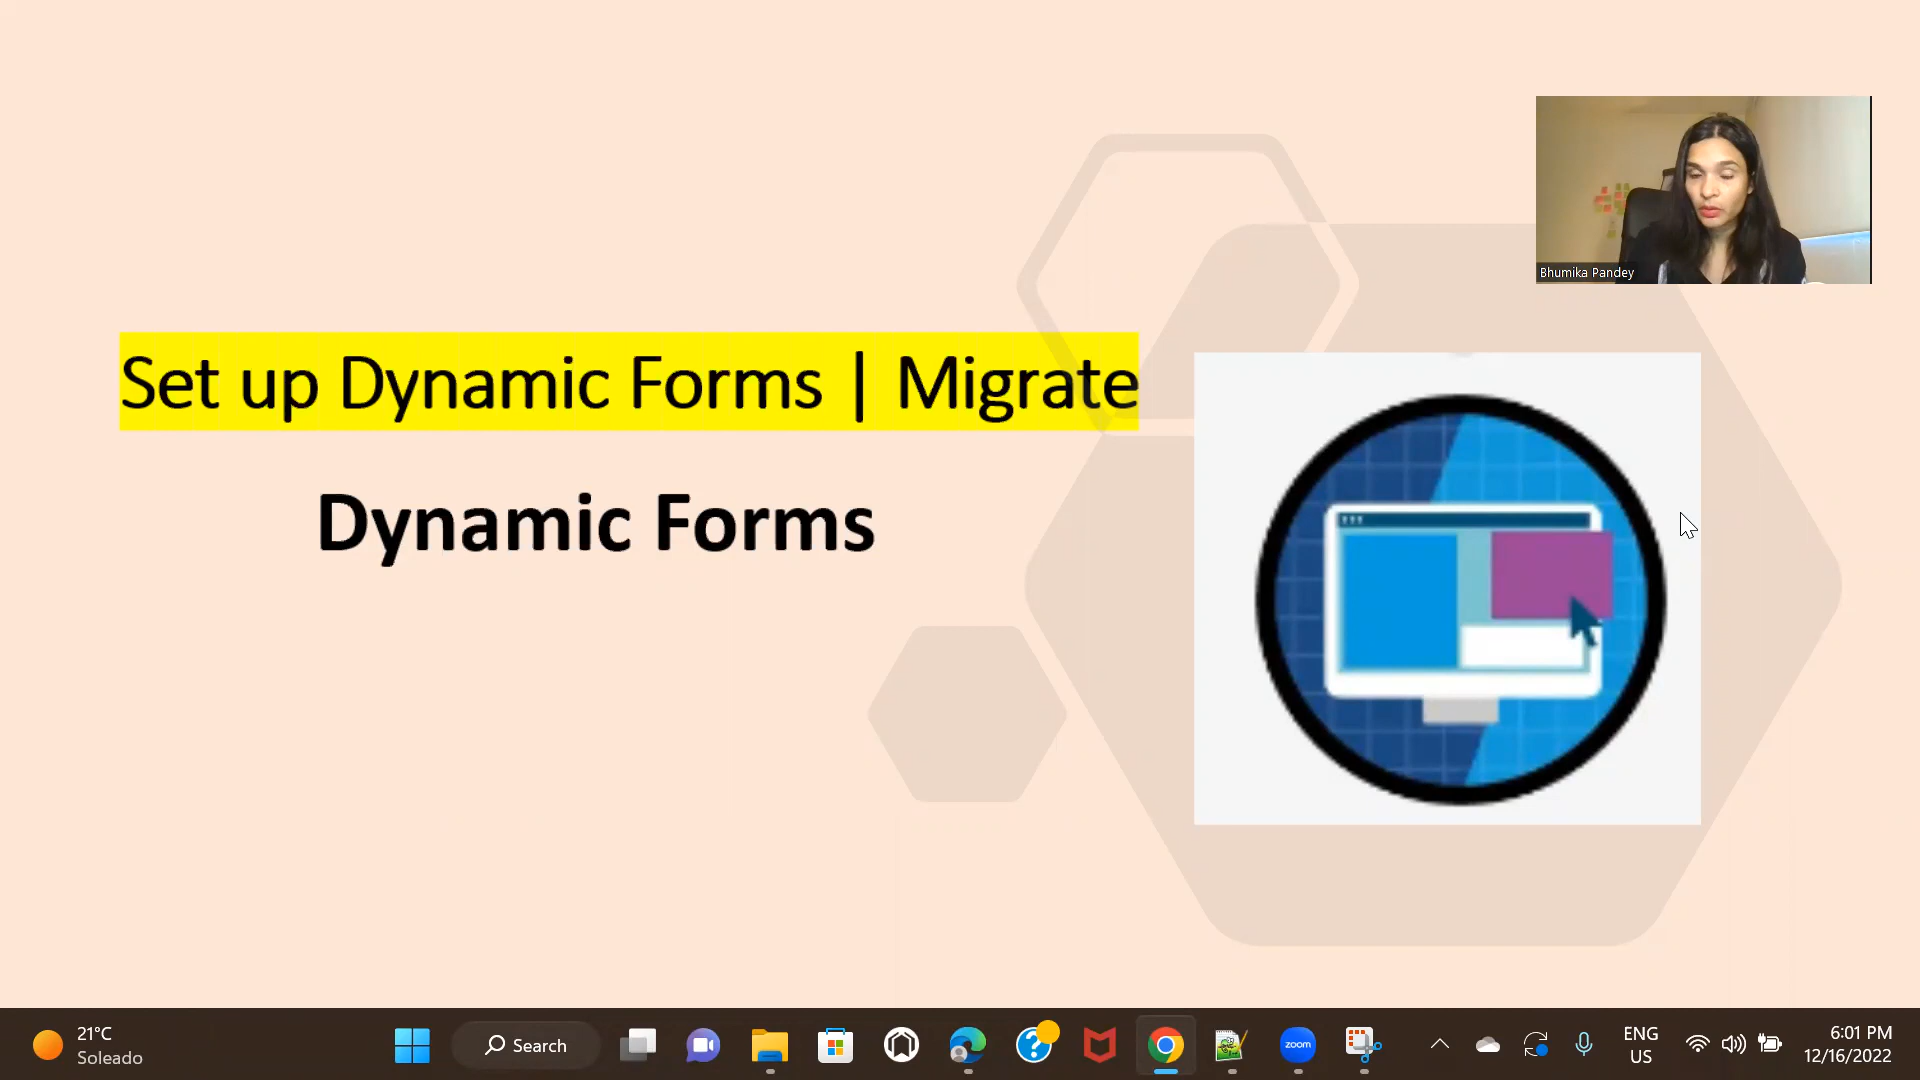 Bhumika Pandey
Set up Dynamic Forms | Migrate
Dynamic Forms
21°C
Soleado
Search
zoom
ENG
US
6:01 PM
12/16/2022